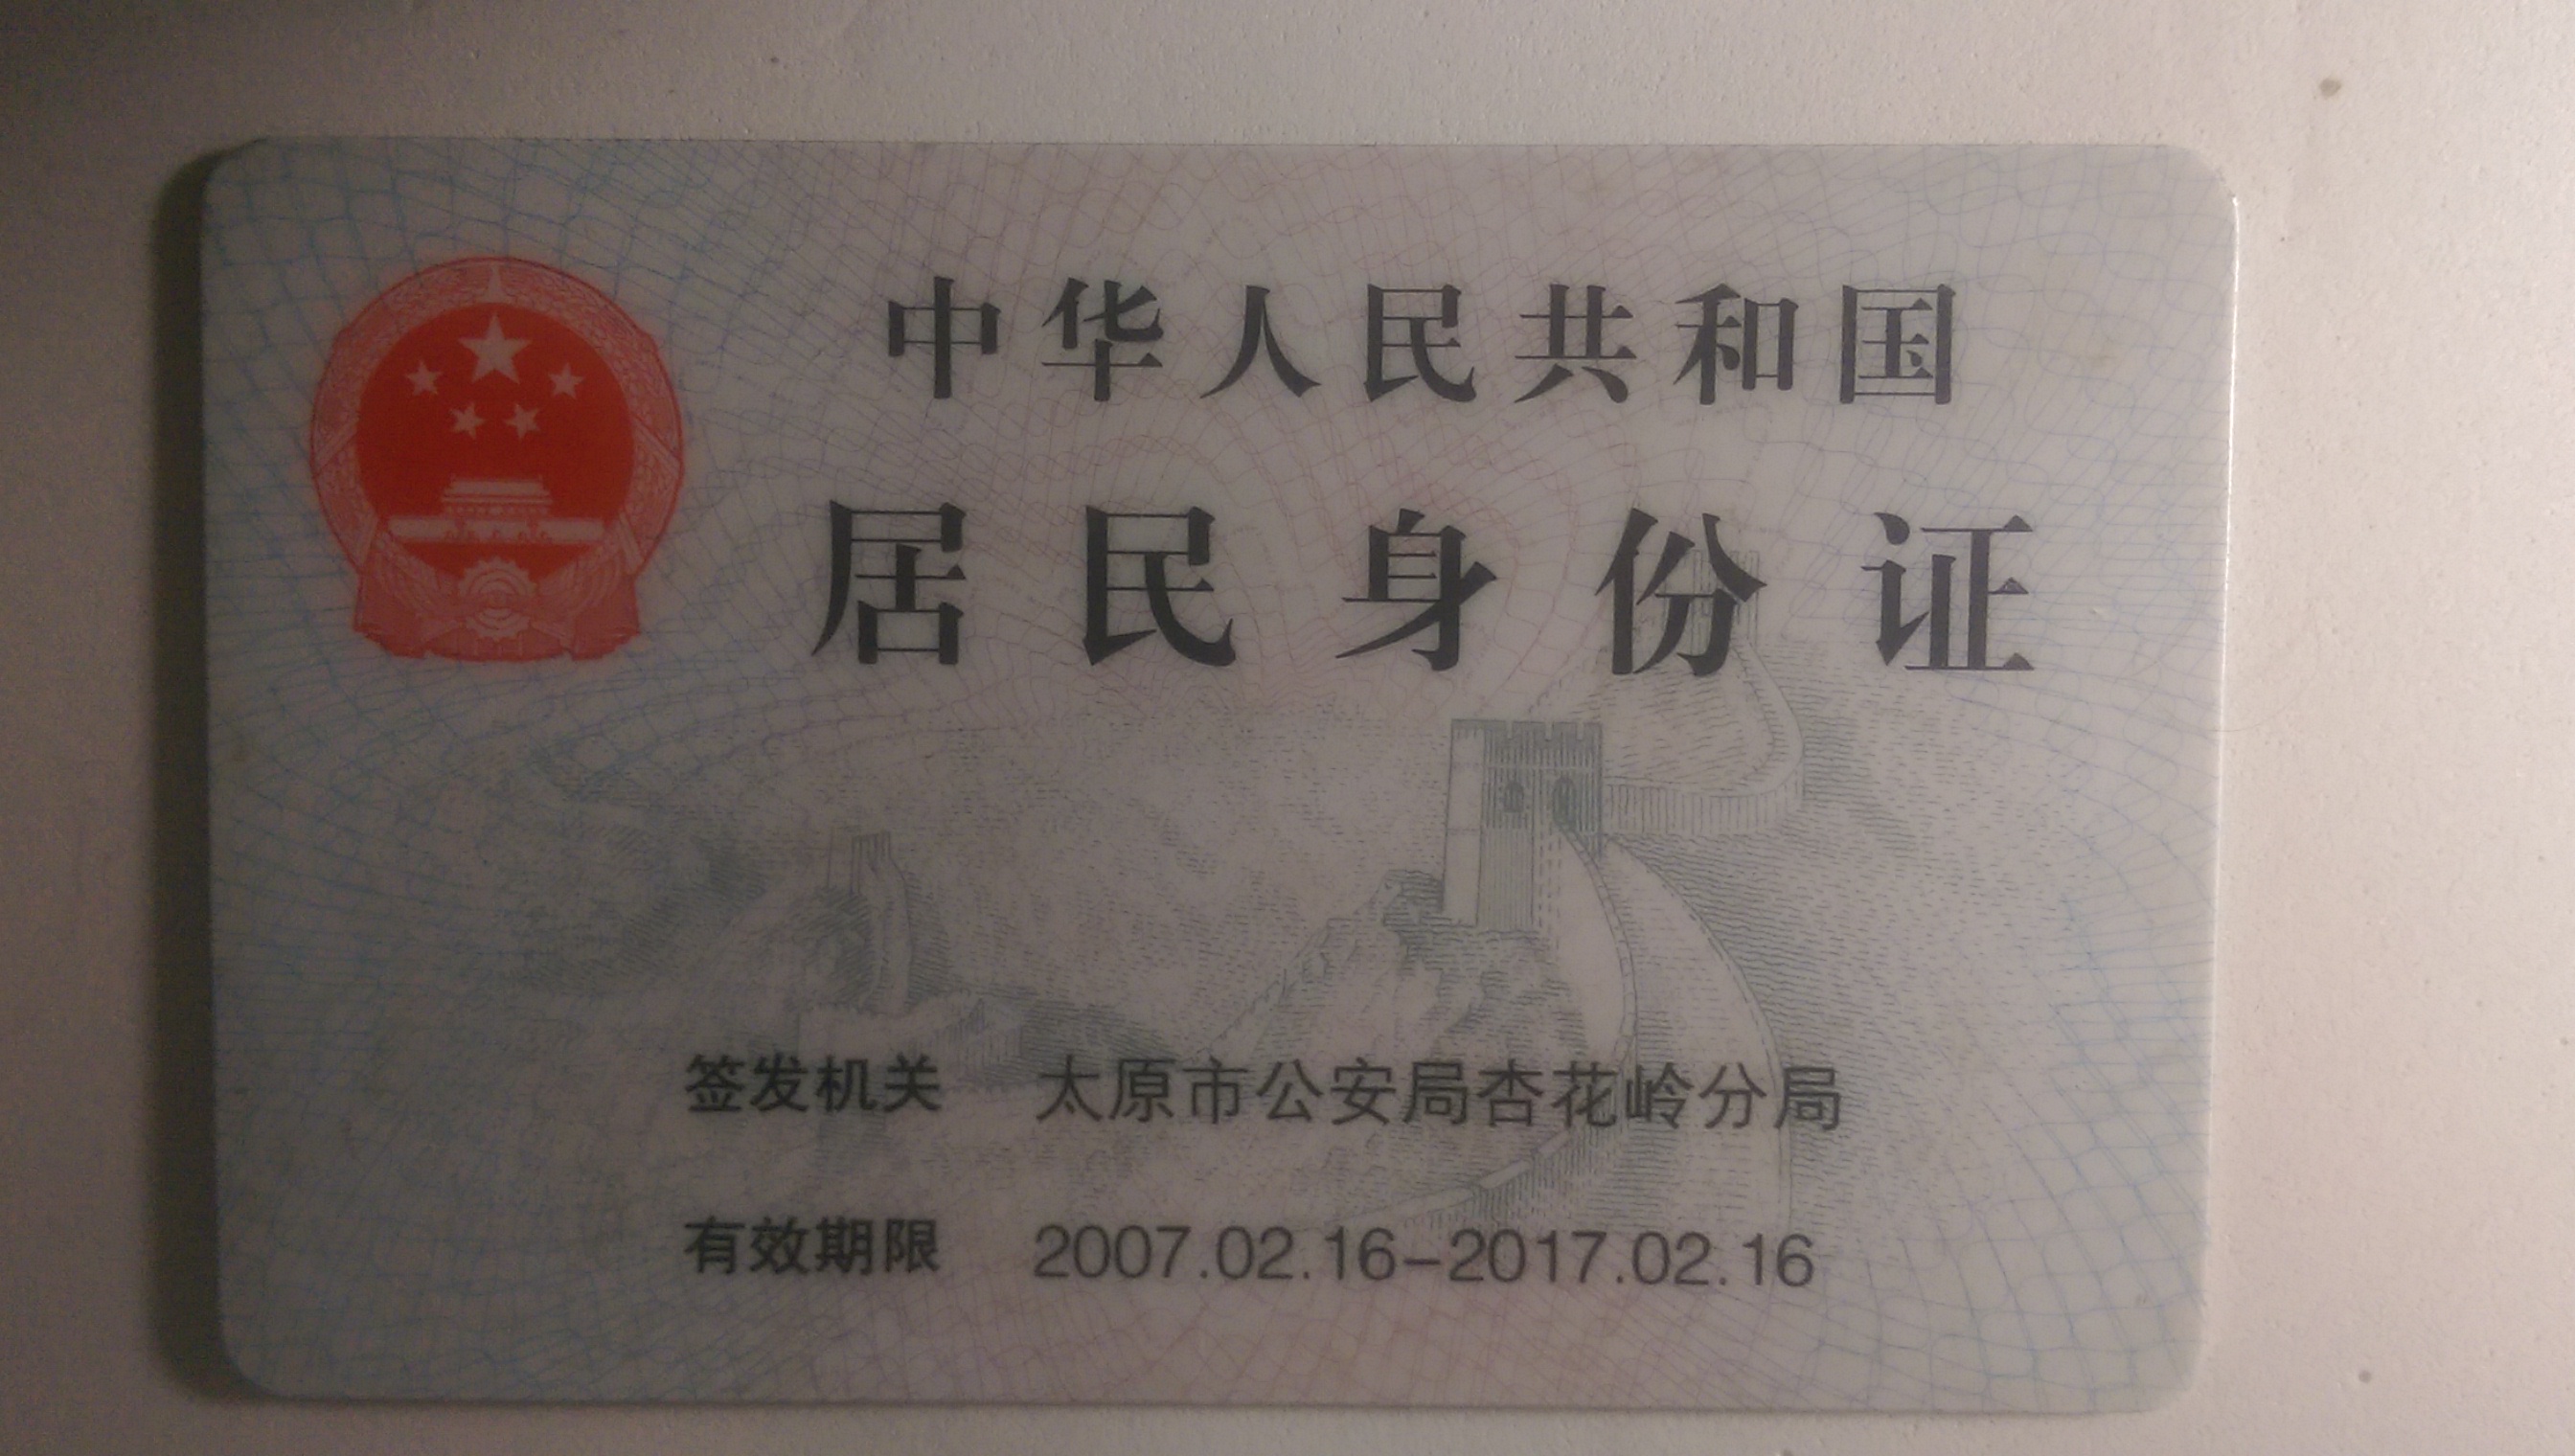 中华人民共和国
居民身份证
签发机关 太原市公安局杏花岭分局
有效期限 2007.02.16-2017.02.16